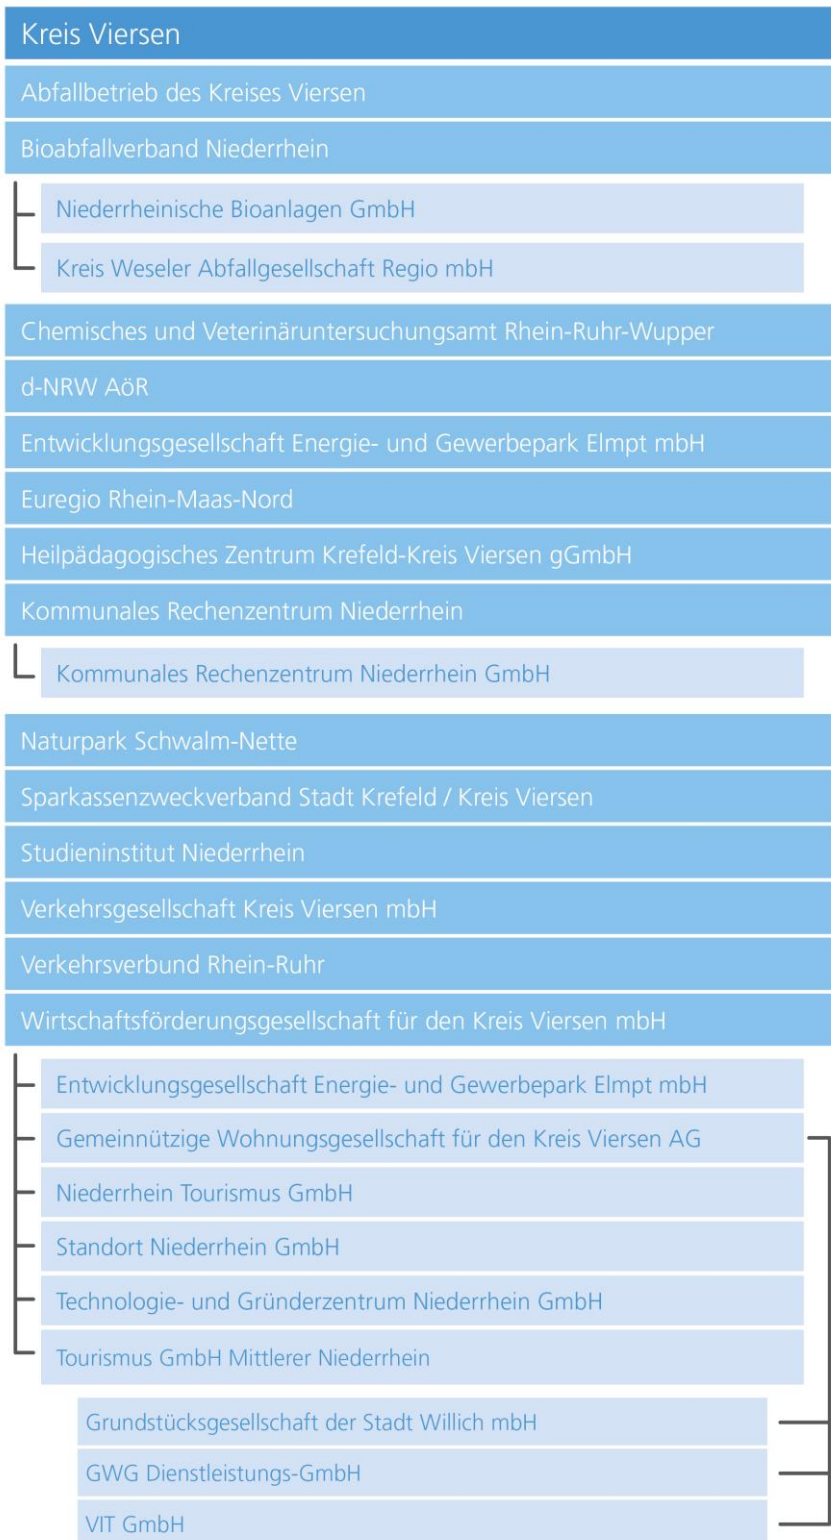 Kreis Viersen
Abfallbetrieb des Kreises Viersen
Bioabfallverband Niederrhein
Niederrheinische Bioanlagen GmbH
Kreis Weseler Abfallgesellschaft Regio mbH
Chemisches und Veterinäruntersuchungsamt Rhein-Ruhr-Wupper
d-NRW AöR
Entwicklungsgesellschaft Energie- und Gewerbepark Elmpt mbH
Euregio Rhein-Maas-Nord
Heilpädagogisches Zentrum Krefeld-Kreis Viersen gGmbH
Kommunales Rechenzentrum Niederrhein
Kommunales Rechenzentrum Niederrhein GmbH
Naturpark Schwalm-Nette
Sparkassenzweckverband Stadt Krefeld / Kreis Viersen
Studieninstitut Niederrhein
Verkehrsgesellschaft Kreis Viersen mbH
Verkehrsverbund Rhein-Ruhr
Wirtschaftsförderungsgesellschaft für den Kreis Viersen mbH
Entwicklungsgesellschaft Energie- und Gewerbepark Elmpt mbH
Gemeinnützige Wohnungsgesellschaft für den Kreis Viersen AG
Niederrhein Tourismus GmbH
Standort Niederrhein GmbH
Technologie- und Gründerzentrum Niederrhein GmbH
Tourismus GmbH Mittlerer Niederrhein
Grundstücksgesellschaft der Stadt Willich mbH
GWG Dienstleistungs-GmbH
VIT GmbH